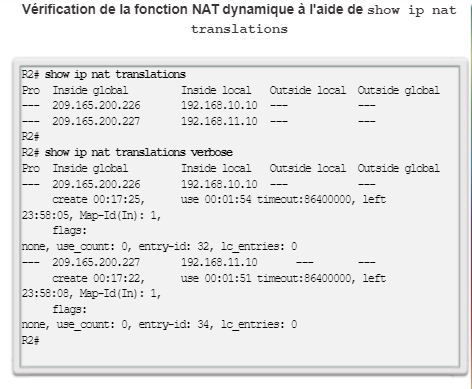 Vérification de la fonction NAT dynamique à l'aide de show ip nat
translations
R2# show ip nat translations
Pro Inside global Inside local Outside local Outside global
--- 209.165.200.226 192.168.10.10 --- ---
--- 209.165.200.227 192.168.11.10 --- ---
R2#
R2# show ip nat translations verbose
Pro Inside global Inside local Outside local Outside global
--- 209.165.200.226 192.168.10.10 --- ---
create 00:17:25, use 00:01:54 timeout:86400000, left
23:58:05, Map-Id(In): 1,
flags:
none, use_count: 0, entry-id: 32, lc_entries: 0
--- 209.165.200.227 192.168.11.10 --- ---
create 00:17:22, use 00:01:51 timeout:86400000, left
23:58:08, Map-Id(In): 1,
flags:
none, use_count: 0, entry-id: 34, lc_entries: 0
R2#